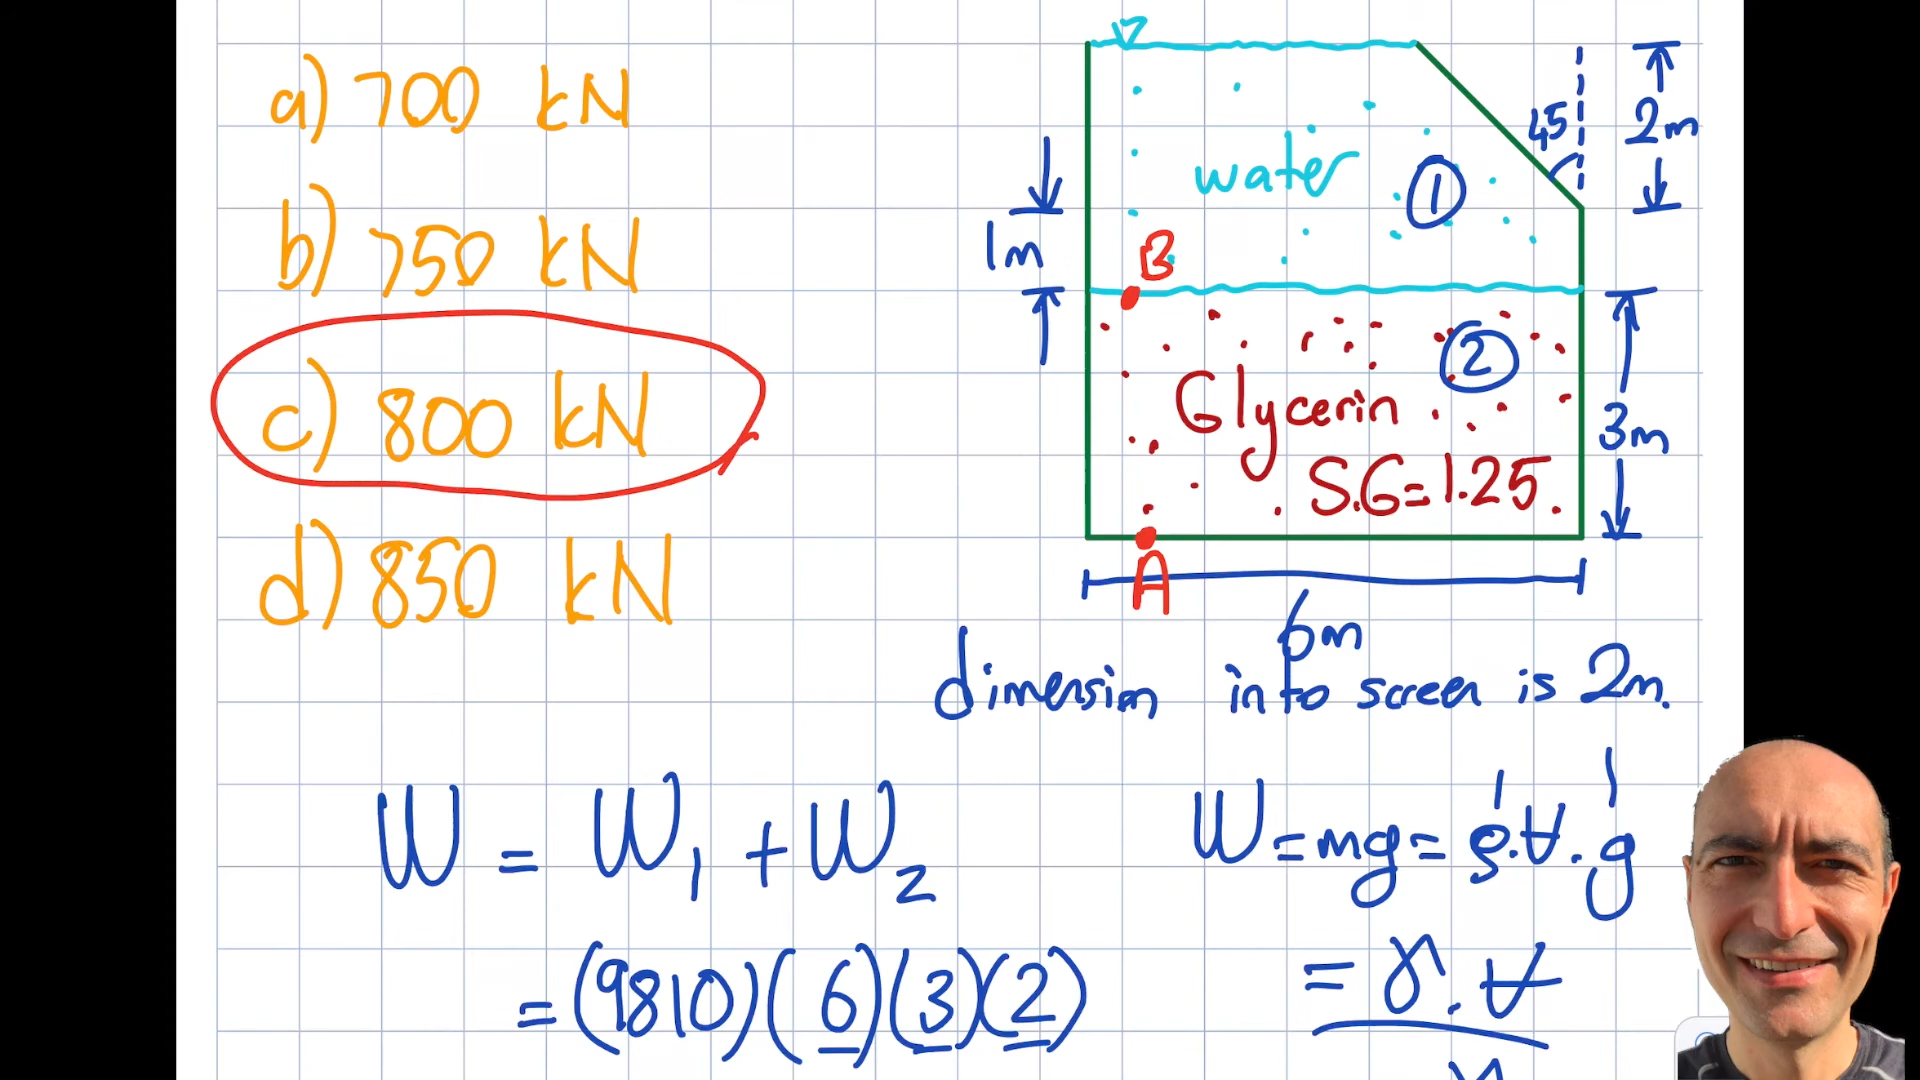 a) 700 kN
b) 750 kN
c) 800 kN
d) 850 kN
45
2m
water
1
1m
B
2
Glycerin
3m
S.G=1.25
A
6m
dimension into screen is 2m.
W = W1 + W2
= (9810)(6)(3)(2)
W = mg = ρ.V.g
= γ.V